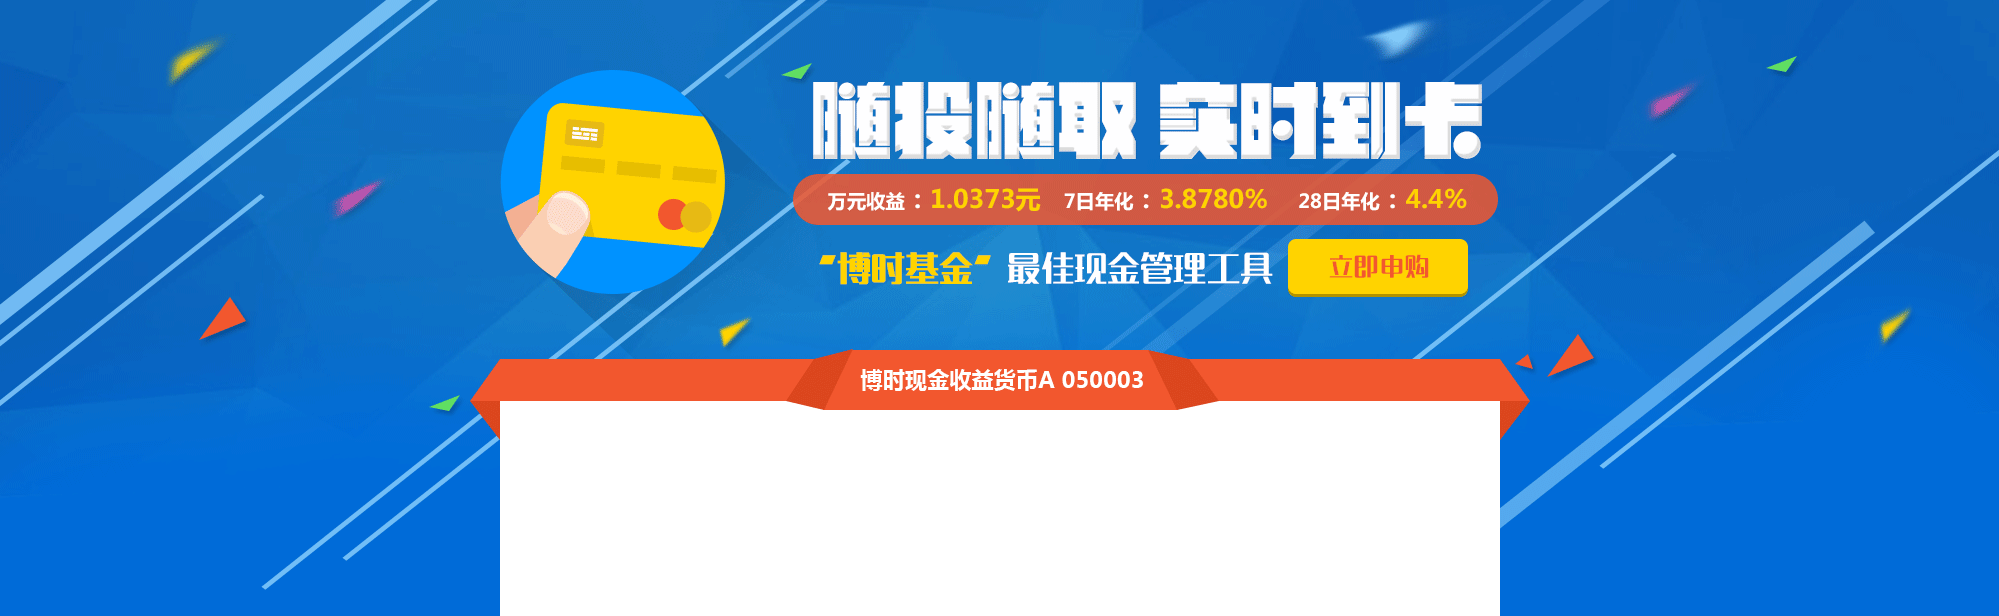 随投随取 实时到卡
万元收益：1.0373元 7日年化：3.8780% 28日年化：4.4%
"博时基金" 最佳现金管理工具 立即申购
博时现金收益货币A 050003